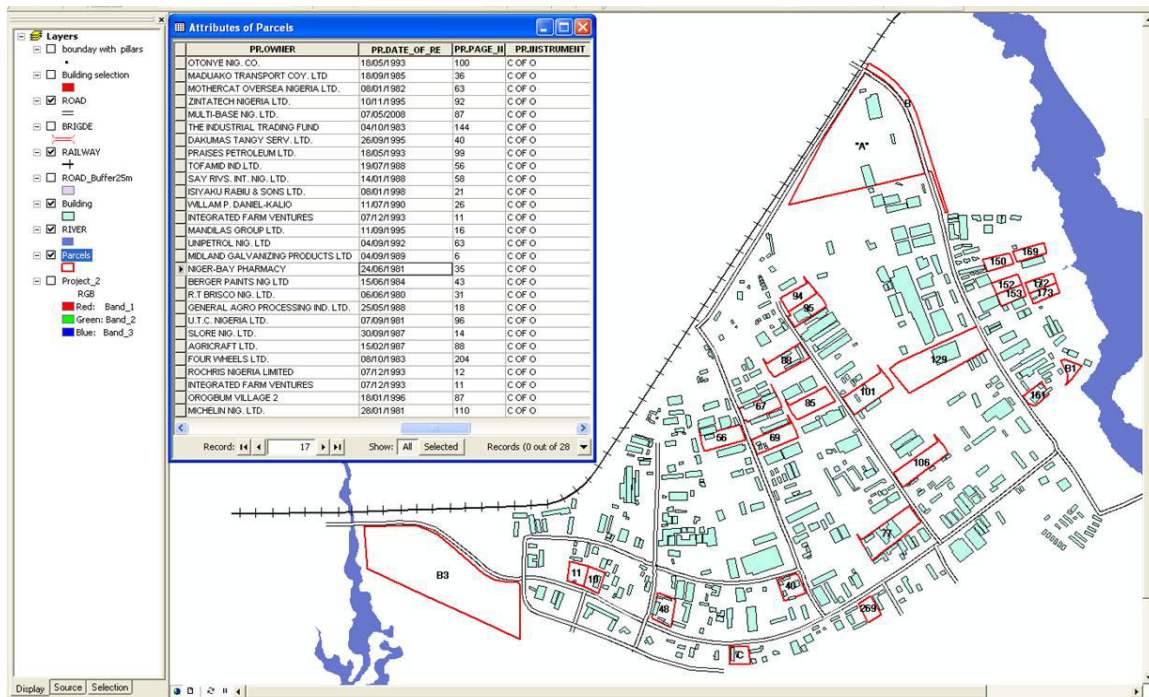 Layers
bounday with pillars
Building selection
ROAD
BRIGDE
RAILWAY
ROAD_Buffer25m
Building
RIVER
Parcels
Project_2
RGB
Red: Band_1
Green: Band_2
Blue: Band_3
Display Source Selection
Attributes of Parcels
PR.OWNER PR.DATE_OF_RE PR.PAGE_N PR.INSTRUMENT
OTONYE NIG. CO. 18/05/1993 100 C OF O
MADUAKO TRANSPORT COY. LTD 18/09/1985 36 C OF O
MOTHERCAT OVERSEA NIGERIA LTD. 08/01/1982 63 C OF O
ZINTATECH NIGERIA LTD. 10/11/1995 92 C OF O
MULTI-BASE NIG. LTD. 07/05/2008 87 C OF O
THE INDUSTRIAL TRADING FUND 04/10/1983 144 C OF O
DAKUMAS TANGY SERV. LTD. 26/09/1995 40 C OF O
PRAISES PETROLEUM LTD. 18/05/1993 99 C OF O
TOFAMID IND.LTD. 19/07/1988 56 C OF O
SAY RIVS. INT. NIG. LTD. 14/01/1988 58 C OF O
ISIYAKU RABIU & SONS LTD. 08/01/1998 21 C OF O
WILLAM P. DANIEL-KALIO 11/07/1990 26 C OF O
INTEGRATED FARM VENTURES 07/12/1993 11 C OF O
MANDILAS GROUP LTD. 11/09/1995 16 C OF O
UNIPETROL NIG. LTD 04/09/1992 63 C OF O
MIDLAND GALVANIZING PRODUCTS LTD 04/09/1989 6 C OF O
NIGER-BAY PHARMACY 24/06/1981 35 C OF O
BERGER PAINTS NIG LTD 15/06/1984 43 C OF O
R.T BRISCO NIG. LTD. 06/06/1980 31 C OF O
GENERAL AGRO PROCESSING IND. LTD. 25/05/1988 18 C OF O
U.T.C. NIGERIA LTD. 07/09/1981 96 C OF O
SLORE NIG. LTD. 30/09/1987 14 C OF O
AGRICRAFT LTD. 15/02/1987 88 C OF O
FOUR WHEELS LTD. 08/10/1983 204 C OF O
ROCHRIS NIGERIA LIMITED 07/12/1993 12 C OF O
INTEGRATED FARM VENTURES 07/12/1993 11 C OF O
OROGBUM VILLAGE 2 18/01/1996 87 C OF O
MICHELIN NIG. LTD. 28/01/1981 110 C OF O
Record: 17 Show: All Selected Records (0 out of 28
B
"A"
150 169
152 172
153 173
94
95
88
129
B1
101
161
85
67
56 69
106
77
B3
11 10
40
48
269
C